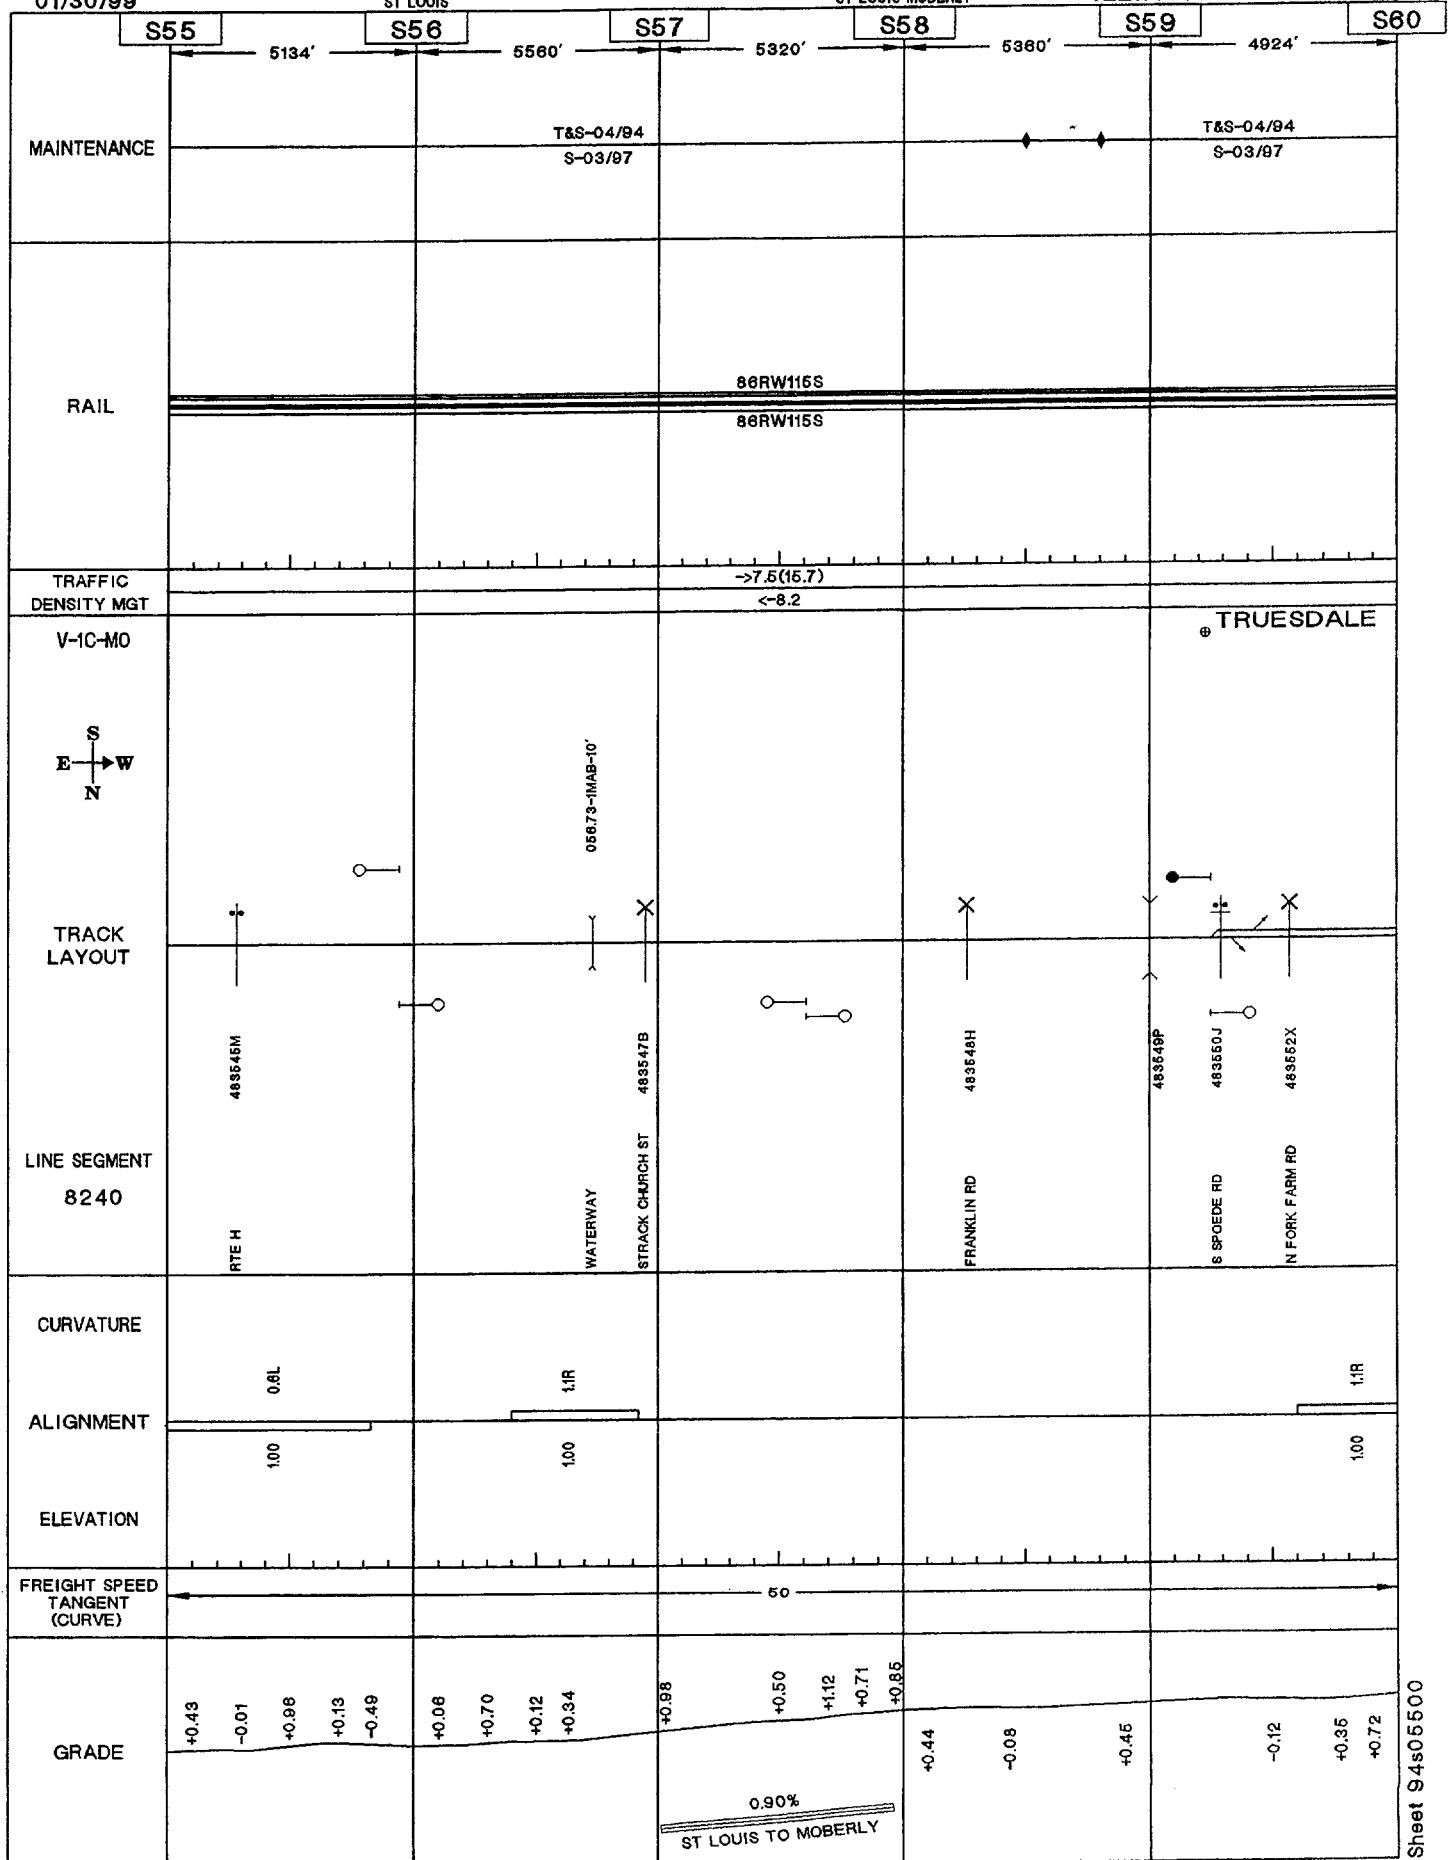 01/30/99
ST LOUIS
S55 S56 S57 S58 S59 S60
5134' 5560' 5320' 5360' 4924'
MAINTENANCE
T&S-04/94
S-03/97
T&S-04/94
S-03/97
RAIL
86RW115S
86RW115S
TRAFFIC
DENSITY MGT
->7.5(15.7)
<-8.2
V-1C-MO
TRUESDALE
S
E W
N
056.73-1MAB-10'
TRACK
LAYOUT
483545M
483547B
483548H
483549P
483550J
483552X
LINE SEGMENT
8240
RTE H
WATERWAY
STRACK CHURCH ST
FRANKLIN RD
S SPOEDE RD
N FORK FARM RD
CURVATURE
0.6L
1.1R
1.1R
ALIGNMENT
1.00
1.00
1.00
ELEVATION
FREIGHT SPEED
TANGENT
(CURVE)
50
GRADE
+0.43
-0.01
+0.98
+0.13
-0.49
+0.06
+0.70
+0.12
+0.34
+0.98
+0.50
+1.12
+0.71
+0.85
+0.44
-0.08
+0.45
-0.12
+0.35
+0.72
0.90%
ST LOUIS TO MOBERLY
Sheet 94s05500